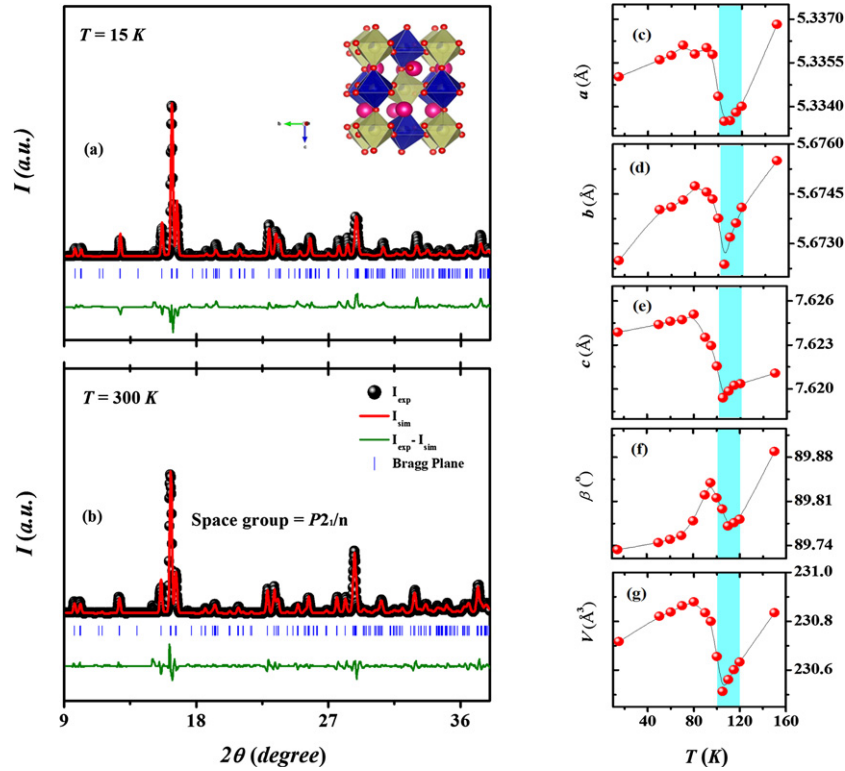 T = 15 K
(a)
I (a.u.)
b
c
T = 300 K
I_exp
I_sim
I_exp - I_sim
Bragg Plane
(b)
Space group = P2₁/n
I (a.u.)
9 18 27 36
2θ (degree)
(c)
a (Å)
5.3370
5.3355
5.3340
(d)
b (Å)
5.6760
5.6745
5.6730
(e)
c (Å)
7.626
7.623
7.620
(f)
β (°)
89.88
89.81
89.74
(g)
V (Å³)
231.0
230.8
230.6
40 80 120 160
T (K)